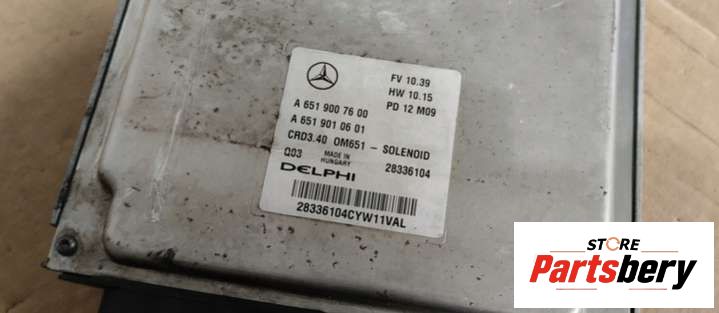 FV 10.39
HW 10.15
PD 12 M09
A 651 900 76 00
A 651 901 06 01
CRD3.40 OM651 - SOLENOID
Q03 MADE IN HUNGARY 28336104
DELPHI
28336104CYW11VAL
STORE
Partsbery